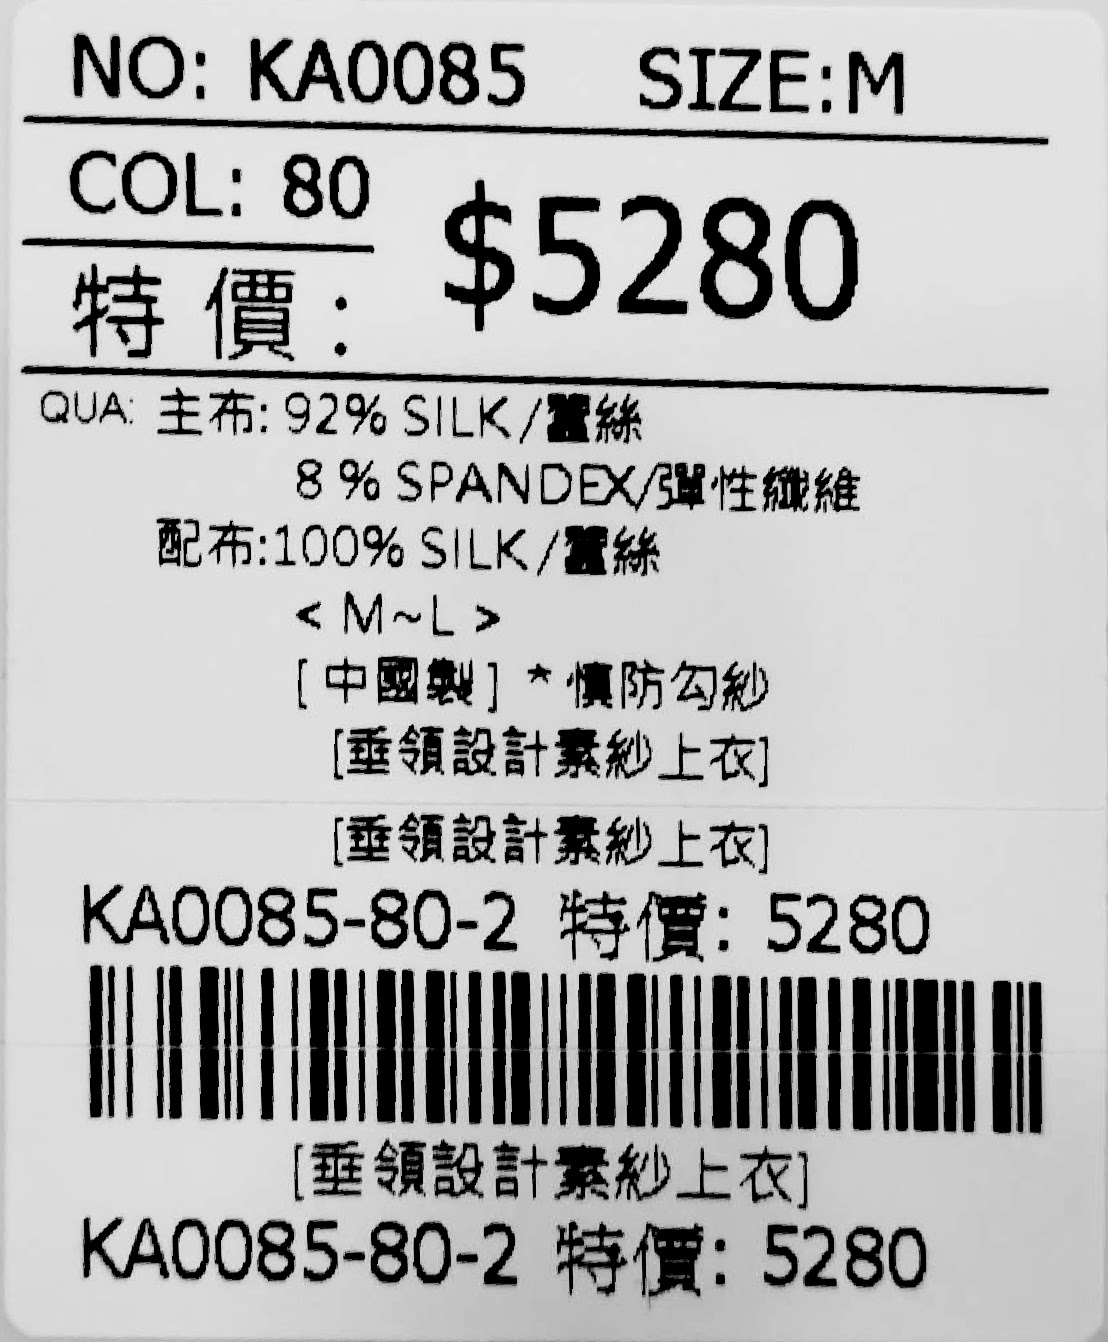 NO: KA0085 SIZE:M
COL: 80
$5280
特價:
QUA: 主布: 92% SILK/蠶絲
8 % SPANDEX/彈性纖維
配布:100% SILK/蠶絲
< M~L >
[中國製] *慎防勾紗
[垂領設計素紗上衣]
[垂領設計素紗上衣]
KA0085-80-2 特價: 5280
[垂領設計素紗上衣]
KA0085-80-2 特價: 5280